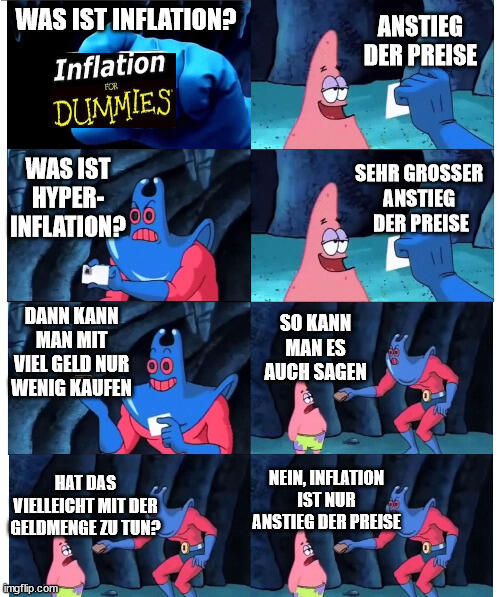 WAS IST INFLATION?
Inflation
FOR
DUMMIES
ANSTIEG
DER PREISE
WAS IST
HYPER-
INFLATION?
SEHR GROSSER
ANSTIEG
DER PREISE
DANN KANN
MAN MIT
VIEL GELD NUR
WENIG KAUFEN
SO KANN
MAN ES
AUCH SAGEN
HAT DAS
VIELLEICHT MIT DER
GELDMENGE ZU TUN?
NEIN, INFLATION
IST NUR
ANSTIEG DER PREISE
imgflip.com